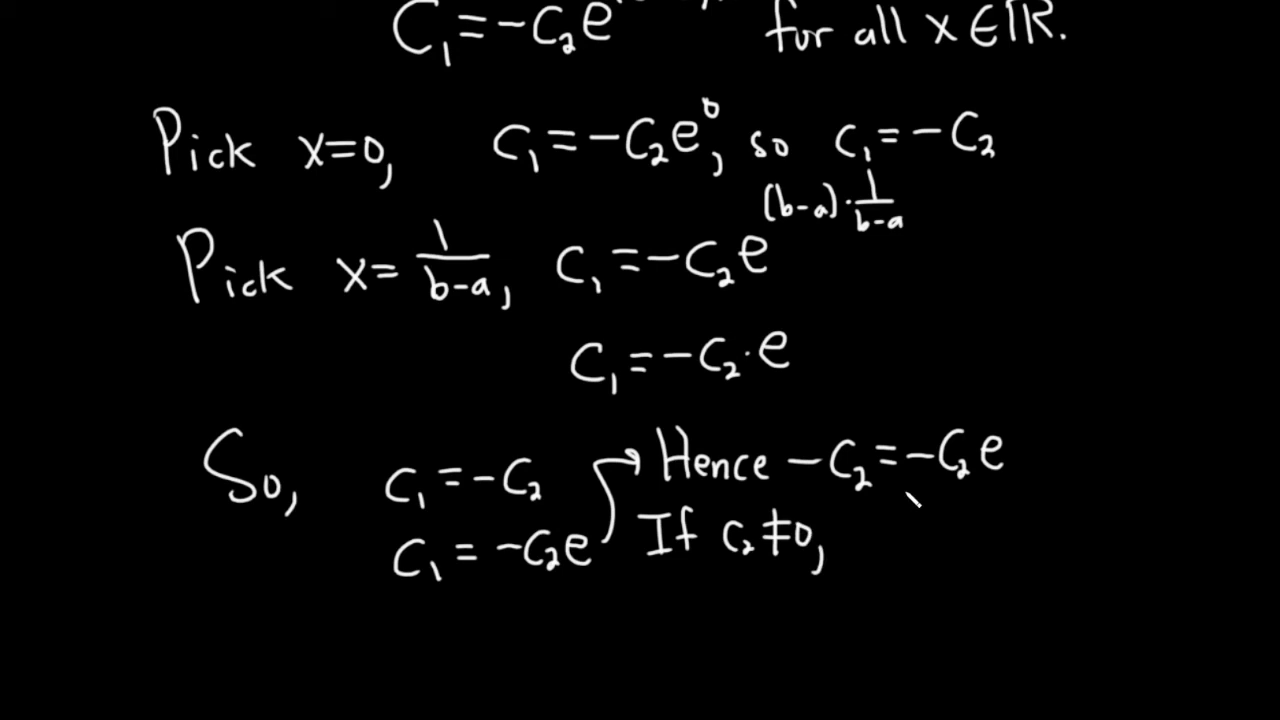 C₁ = -C₂e for all x ∈ ℝ.
Pick x=0, C₁ = -C₂e⁰, so C₁ = -C₂
Pick x = 1/(b-a), C₁ = -C₂e^((b-a)·1/(b-a))
C₁ = -C₂·e
So, C₁ = -C₂ → Hence -C₂ = -C₂e
C₁ = -C₂e If C₂ ≠ 0,